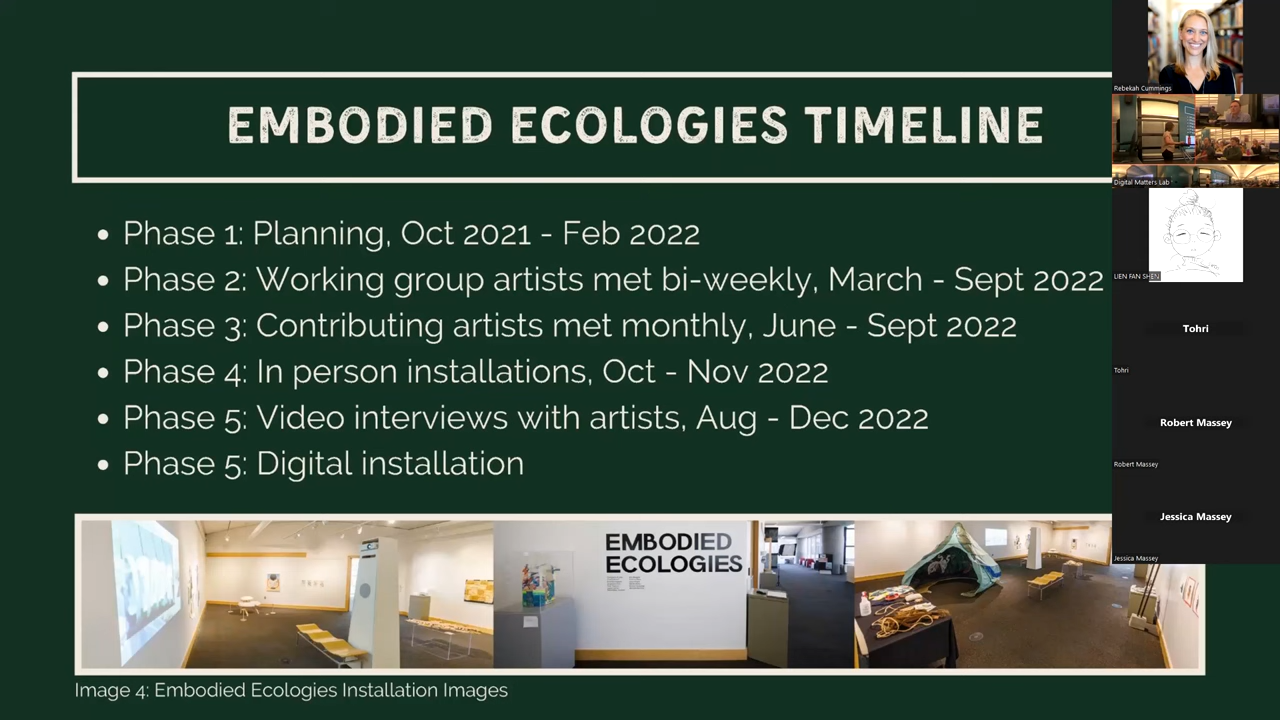 EMBODIED ECOLOGIES TIMELINE
• Phase 1: Planning, Oct 2021 - Feb 2022
• Phase 2: Working group artists met bi-weekly, March - Sept 2022
• Phase 3: Contributing artists met monthly, June - Sept 2022
• Phase 4: In person installations, Oct - Nov 2022
• Phase 5: Video interviews with artists, Aug - Dec 2022
• Phase 5: Digital installation
EMBODIED
ECOLOGIES
Image 4: Embodied Ecologies Installation Images
Rebekah Cummings
Digital Matters Lab
LIEN FAN SHEN
Tohri
Tohri
Robert Massey
Robert Massey
Jessica Massey
Jessica Massey